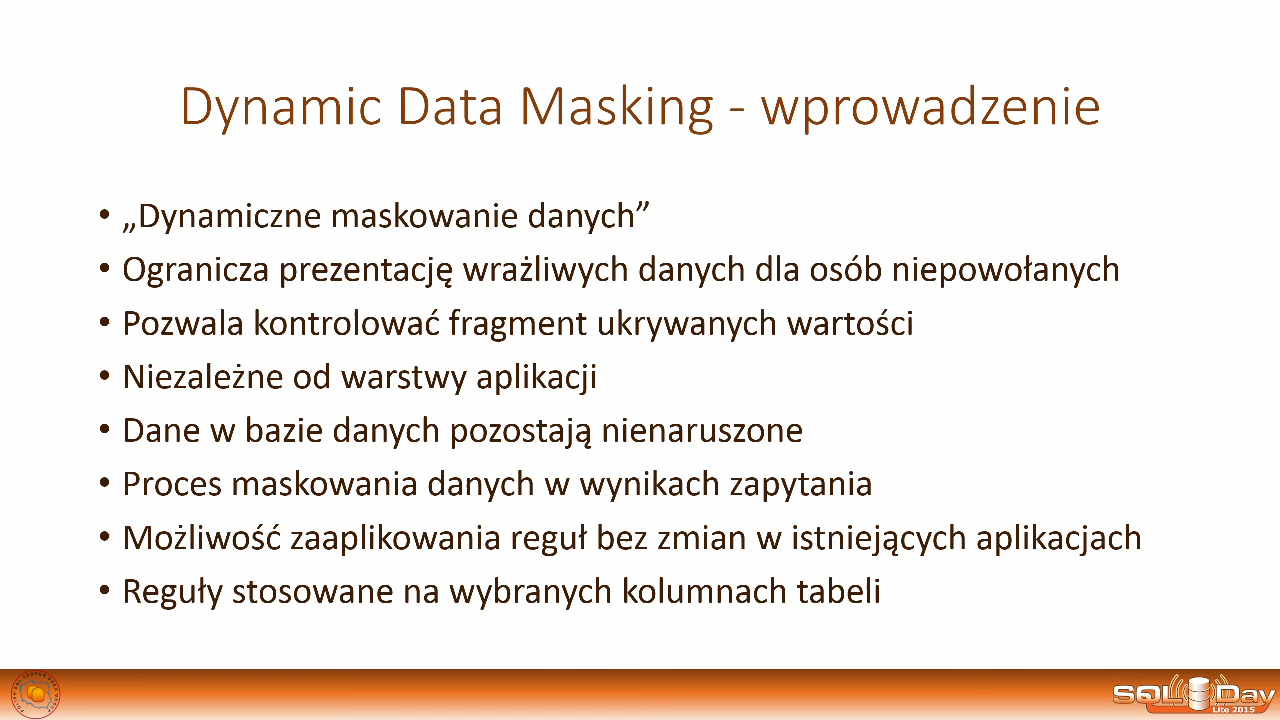 Dynamic Data Masking - wprowadzenie
• „Dynamiczne maskowanie danych”
• Ogranicza prezentację wrażliwych danych dla osób niepowołanych
• Pozwala kontrolować fragment ukrywanych wartości
• Niezależne od warstwy aplikacji
• Dane w bazie danych pozostają nienaruszone
• Proces maskowania danych w wynikach zapytania
• Możliwość zaaplikowania reguł bez zmian w istniejących aplikacjach
• Reguły stosowane na wybranych kolumnach tabeli
SQL Day
Lite 2015